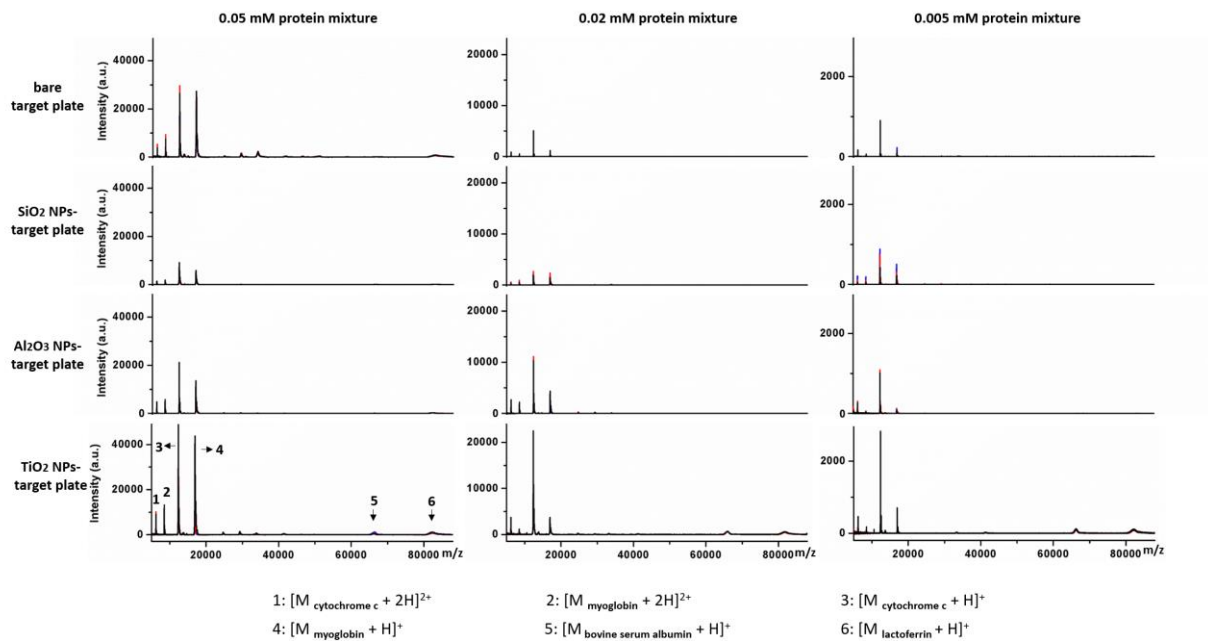 0.05 mM protein mixture 0.02 mM protein mixture 0.005 mM protein mixture
bare
target plate
Intensity (a.u.)
40000
20000
0
20000
10000
0
2000
0
SiO2 NPs-
target plate
Intensity (a.u.)
40000
20000
0
20000
10000
0
2000
0
Al2O3 NPs-
target plate
Intensity (a.u.)
40000
20000
0
20000
10000
0
2000
0
TiO2 NPs-
target plate
Intensity (a.u.)
40000
20000
0
1
2
3
4
5
6
20000
10000
0
2000
0
20000 40000 60000 80000 m/z
20000 40000 60000 80000 m/z
20000 40000 60000 80000 m/z
1: [M cytochrome c + 2H]2+ 2: [M myoglobin + 2H]2+ 3: [M cytochrome c + H]+
4: [M myoglobin + H]+ 5: [M bovine serum albumin + H]+ 6: [M lactoferrin + H]+